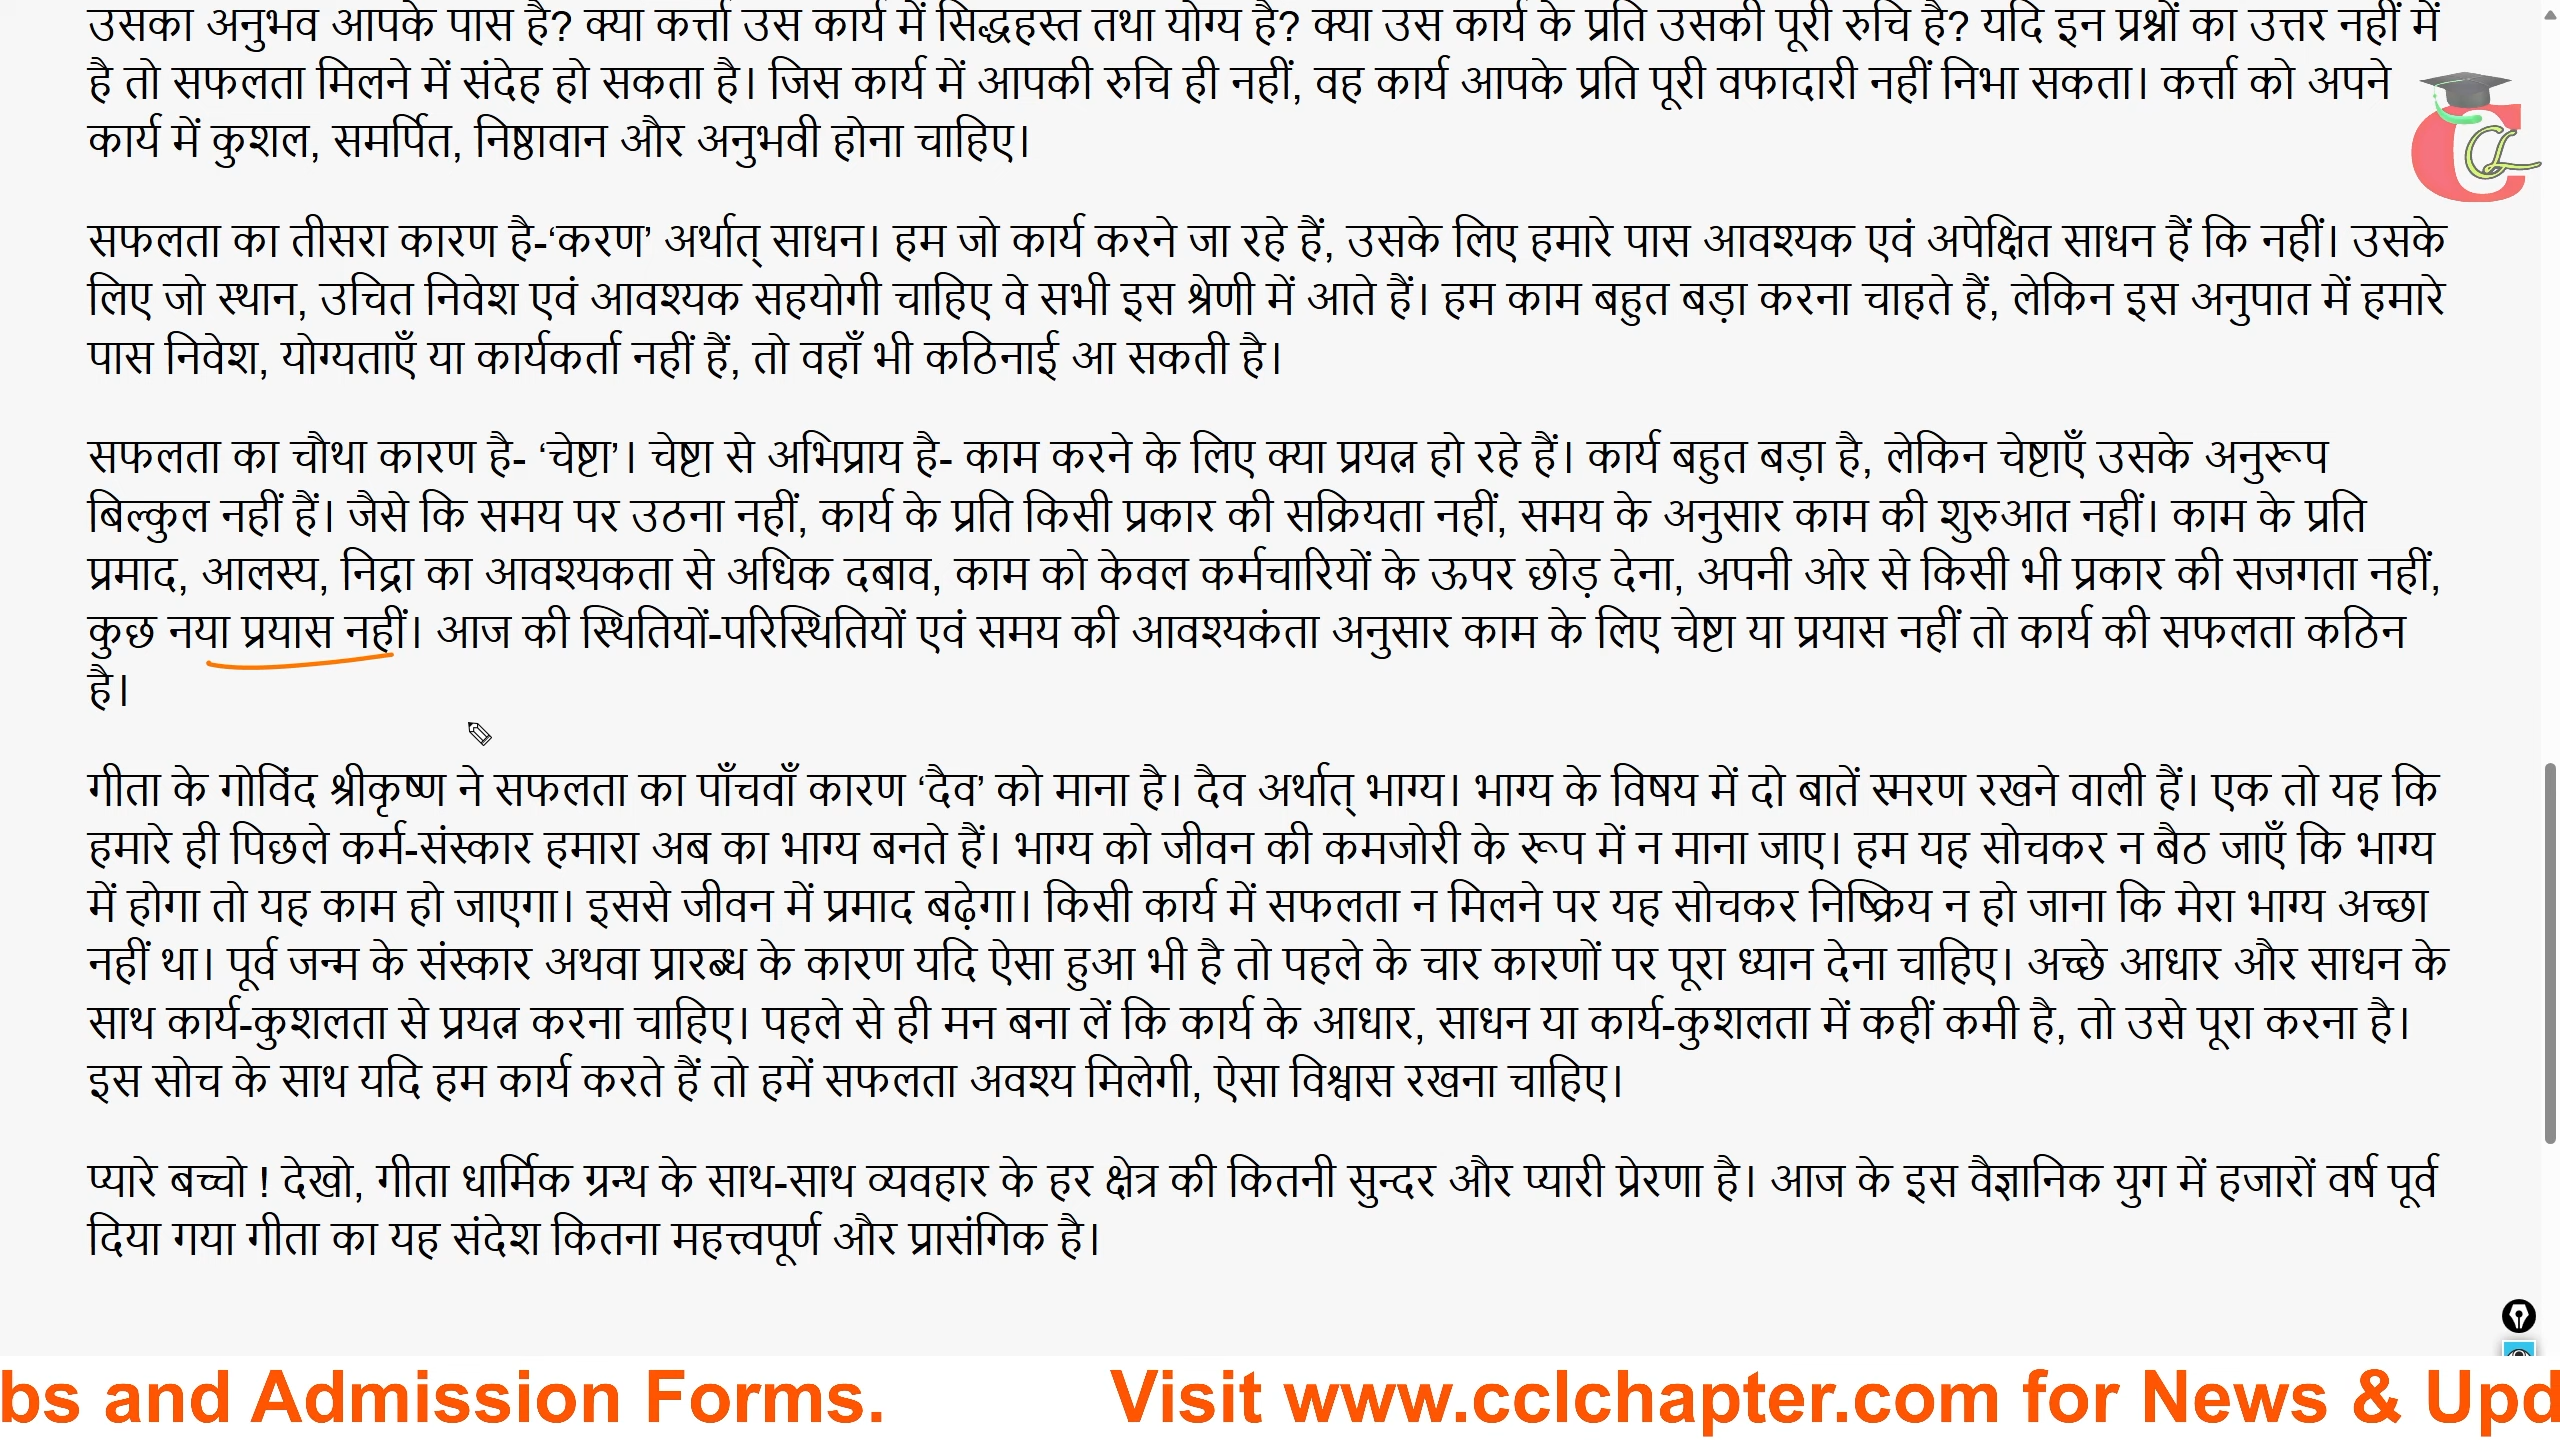 उसका अनुभव आपके पास है? क्या कर्त्ता उस कार्य में सिद्धहस्त तथा योग्य है? क्या उस कार्य के प्रति उसकी पूरी रुचि है? यदि इन प्रश्नों का उत्तर नहीं में
है तो सफलता मिलने में संदेह हो सकता है। जिस कार्य में आपकी रुचि ही नहीं, वह कार्य आपके प्रति पूरी वफादारी नहीं निभा सकता। कर्त्ता को अपने
कार्य में कुशल, समर्पित, निष्ठावान और अनुभवी होना चाहिए।
सफलता का तीसरा कारण है-‘करण’ अर्थात् साधन। हम जो कार्य करने जा रहे हैं, उसके लिए हमारे पास आवश्यक एवं अपेक्षित साधन हैं कि नहीं। उसके
लिए जो स्थान, उचित निवेश एवं आवश्यक सहयोगी चाहिए वे सभी इस श्रेणी में आते हैं। हम काम बहुत बड़ा करना चाहते हैं, लेकिन इस अनुपात में हमारे
पास निवेश, योग्यताएँ या कार्यकर्ता नहीं हैं, तो वहाँ भी कठिनाई आ सकती है।
सफलता का चौथा कारण है- ‘चेष्टा’। चेष्टा से अभिप्राय है- काम करने के लिए क्या प्रयत्न हो रहे हैं। कार्य बहुत बड़ा है, लेकिन चेष्टाएँ उसके अनुरूप
बिल्कुल नहीं हैं। जैसे कि समय पर उठना नहीं, कार्य के प्रति किसी प्रकार की सक्रियता नहीं, समय के अनुसार काम की शुरुआत नहीं। काम के प्रति
प्रमाद, आलस्य, निद्रा का आवश्यकता से अधिक दबाव, काम को केवल कर्मचारियों के ऊपर छोड़ देना, अपनी ओर से किसी भी प्रकार की सजगता नहीं,
कुछ नया प्रयास नहीं। आज की स्थितियों-परिस्थितियों एवं समय की आवश्यकंता अनुसार काम के लिए चेष्टा या प्रयास नहीं तो कार्य की सफलता कठिन
है।
गीता के गोविंद श्रीकृष्ण ने सफलता का पाँचवाँ कारण ‘दैव’ को माना है। दैव अर्थात् भाग्य। भाग्य के विषय में दो बातें स्मरण रखने वाली हैं। एक तो यह कि
हमारे ही पिछले कर्म-संस्कार हमारा अब का भाग्य बनते हैं। भाग्य को जीवन की कमजोरी के रूप में न माना जाए। हम यह सोचकर न बैठ जाएँ कि भाग्य
में होगा तो यह काम हो जाएगा। इससे जीवन में प्रमाद बढ़ेगा। किसी कार्य में सफलता न मिलने पर यह सोचकर निष्क्रिय न हो जाना कि मेरा भाग्य अच्छा
नहीं था। पूर्व जन्म के संस्कार अथवा प्रारब्ध के कारण यदि ऐसा हुआ भी है तो पहले के चार कारणों पर पूरा ध्यान देना चाहिए। अच्छे आधार और साधन के
साथ कार्य-कुशलता से प्रयत्न करना चाहिए। पहले से ही मन बना लें कि कार्य के आधार, साधन या कार्य-कुशलता में कहीं कमी है, तो उसे पूरा करना है।
इस सोच के साथ यदि हम कार्य करते हैं तो हमें सफलता अवश्य मिलेगी, ऐसा विश्वास रखना चाहिए।
प्यारे बच्चो ! देखो, गीता धार्मिक ग्रन्थ के साथ-साथ व्यवहार के हर क्षेत्र की कितनी सुन्दर और प्यारी प्रेरणा है। आज के इस वैज्ञानिक युग में हजारों वर्ष पूर्व
दिया गया गीता का यह संदेश कितना महत्त्वपूर्ण और प्रासंगिक है।
bs and Admission Forms. Visit www.cclchapter.com for News & Upd